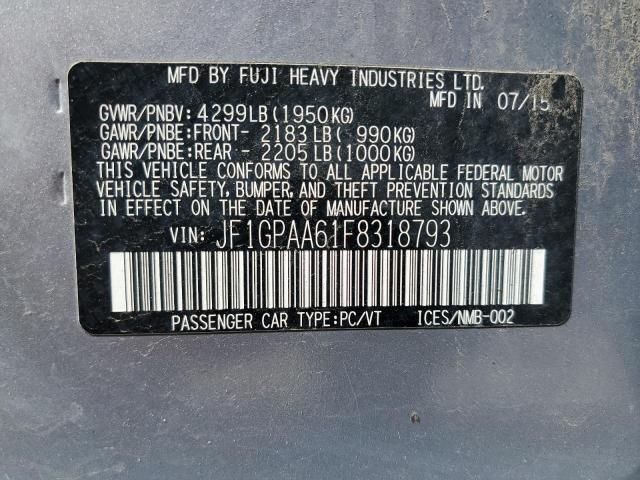 MFD BY FUJI HEAVY INDUSTRIES LTD.
MFD IN 07/15
GVWR/PNBV: 4299LB (1950KG)
GAWR/PNBE: FRONT- 2183LB ( 990KG)
GAWR/PNBE: REAR - 2205LB (1000KG)
THIS VEHICLE CONFORMS TO ALL APPLICABLE FEDERAL MOTOR
VEHICLE SAFETY, BUMPER, AND THEFT PREVENTION STANDARDS
IN EFFECT ON THE DATE OF MANUFACTURE SHOWN ABOVE.
VIN: JF1GPAA61F8318793
PASSENGER CAR TYPE:PC/VT ICES/NMB-002